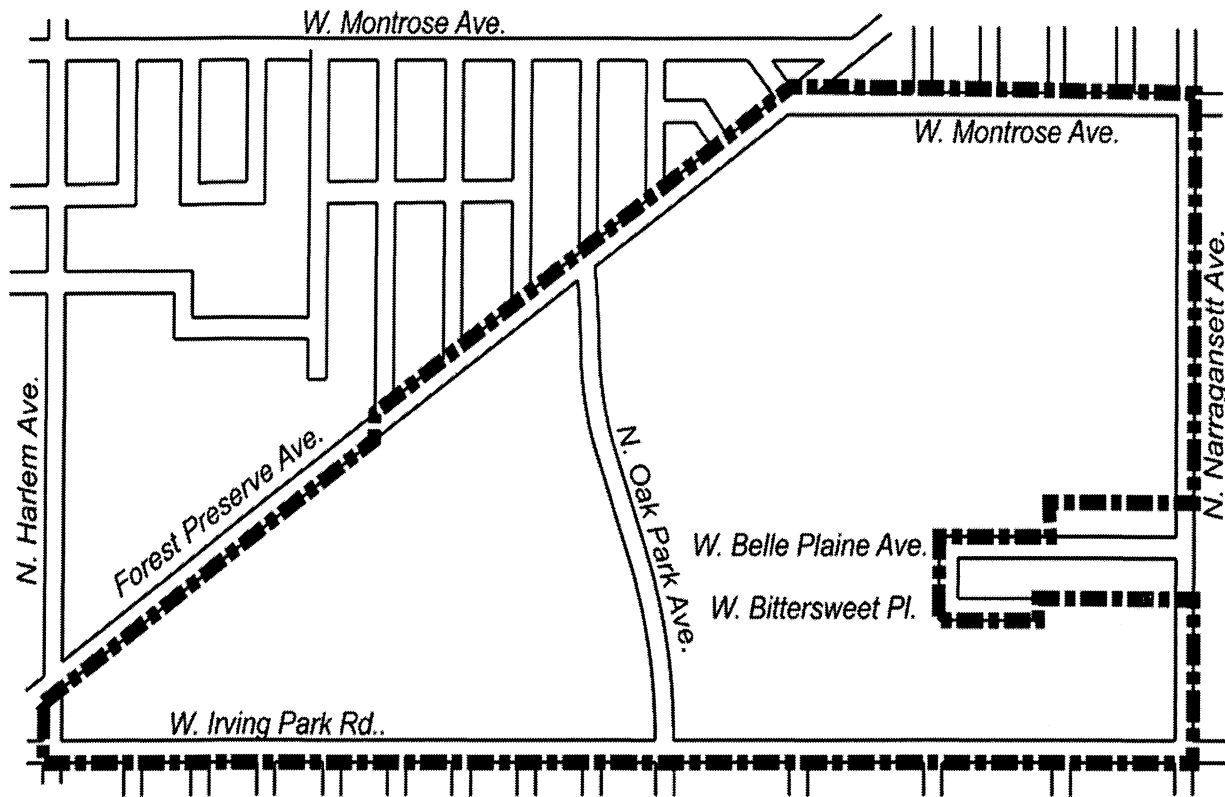 W. Montrose Ave.
W. Montrose Ave.
N. Narragansett Ave.
N. Harlem Ave.
Forest Preserve Ave.
N. Oak Park Ave.
W. Belle Plaine Ave.
W. Bittersweet Pl.
W. Irving Park Rd..